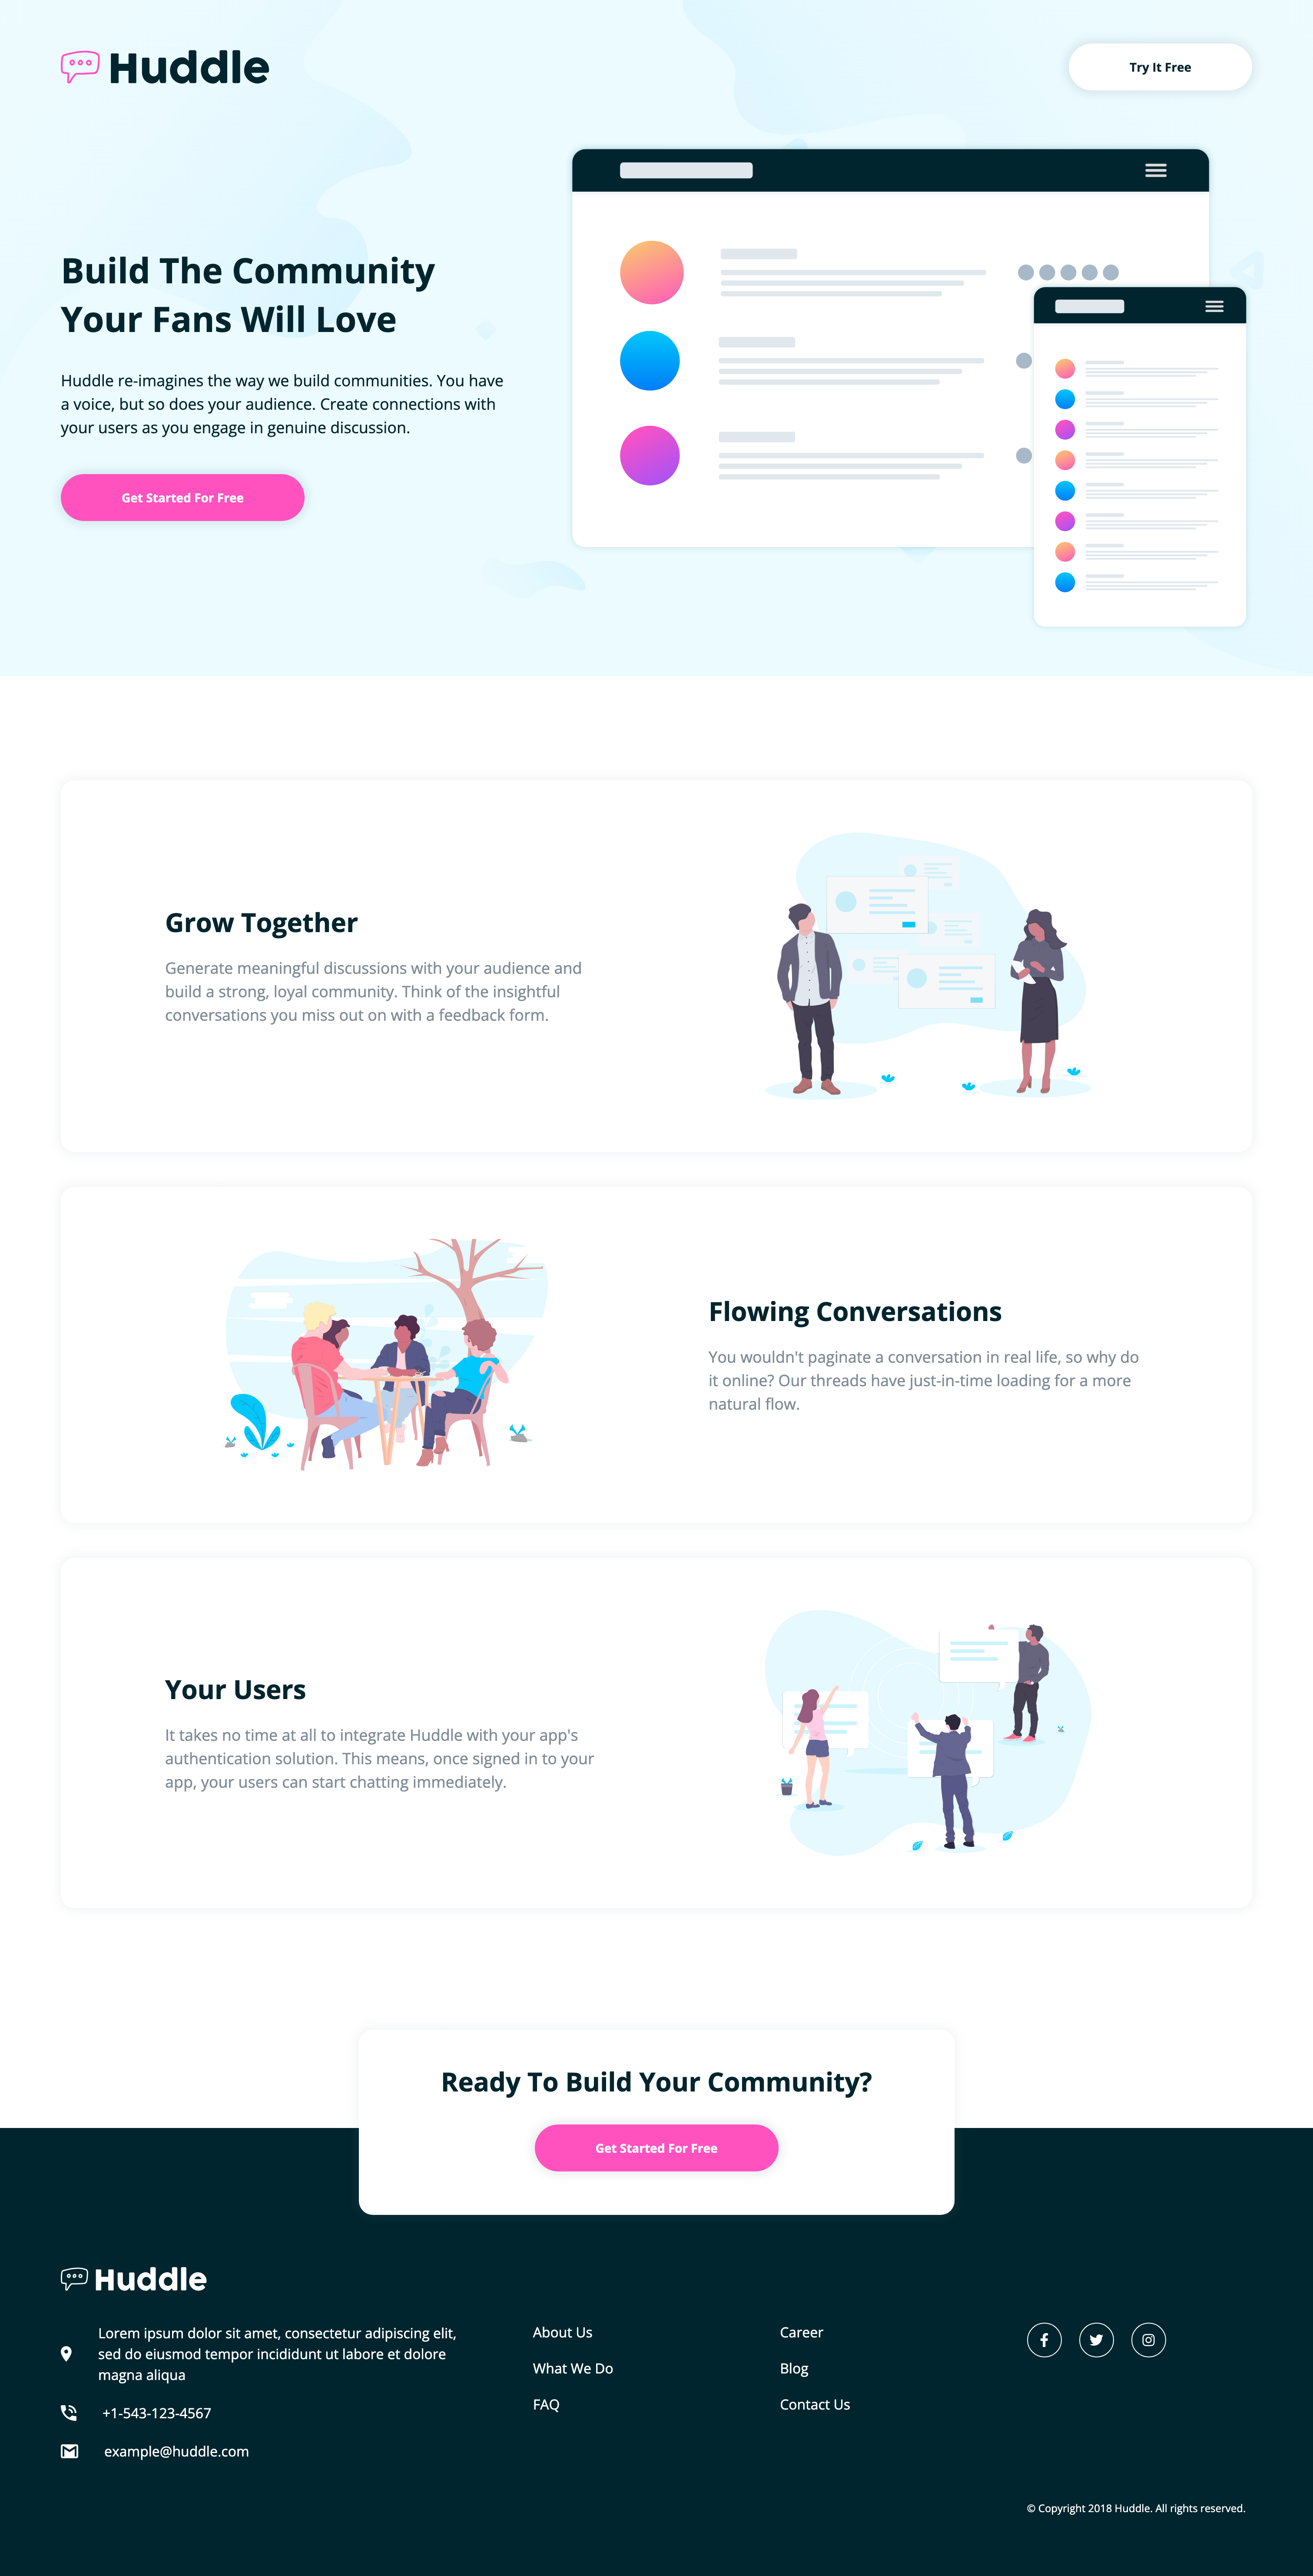 Huddle
Try It Free
Build The Community
Your Fans Will Love
Huddle re-imagines the way we build communities. You have
a voice, but so does your audience. Create connections with
your users as you engage in genuine discussion.
Get Started For Free
Grow Together
Generate meaningful discussions with your audience and
build a strong, loyal community. Think of the insightful
conversations you miss out on with a feedback form.
Flowing Conversations
You wouldn't paginate a conversation in real life, so why do
it online? Our threads have just-in-time loading for a more
natural flow.
Your Users
It takes no time at all to integrate Huddle with your app's
authentication solution. This means, once signed in to your
app, your users can start chatting immediately.
Ready To Build Your Community?
Get Started For Free
Huddle
Lorem ipsum dolor sit amet, consectetur adipiscing elit,
sed do eiusmod tempor incididunt ut labore et dolore
magna aliqua
+1-543-123-4567
example@huddle.com
About Us
What We Do
FAQ
Career
Blog
Contact Us
© Copyright 2018 Huddle. All rights reserved.